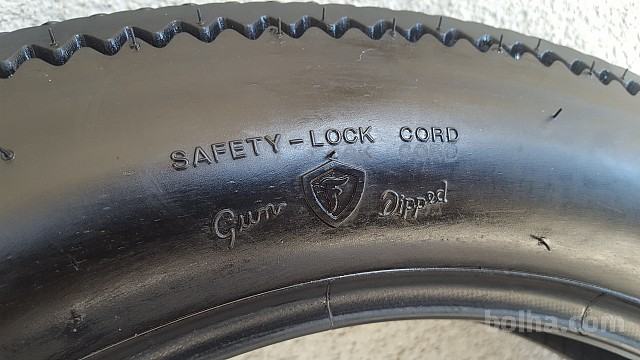 SAFETY-LOCK CORD
Gum F Dipped
bolha.com